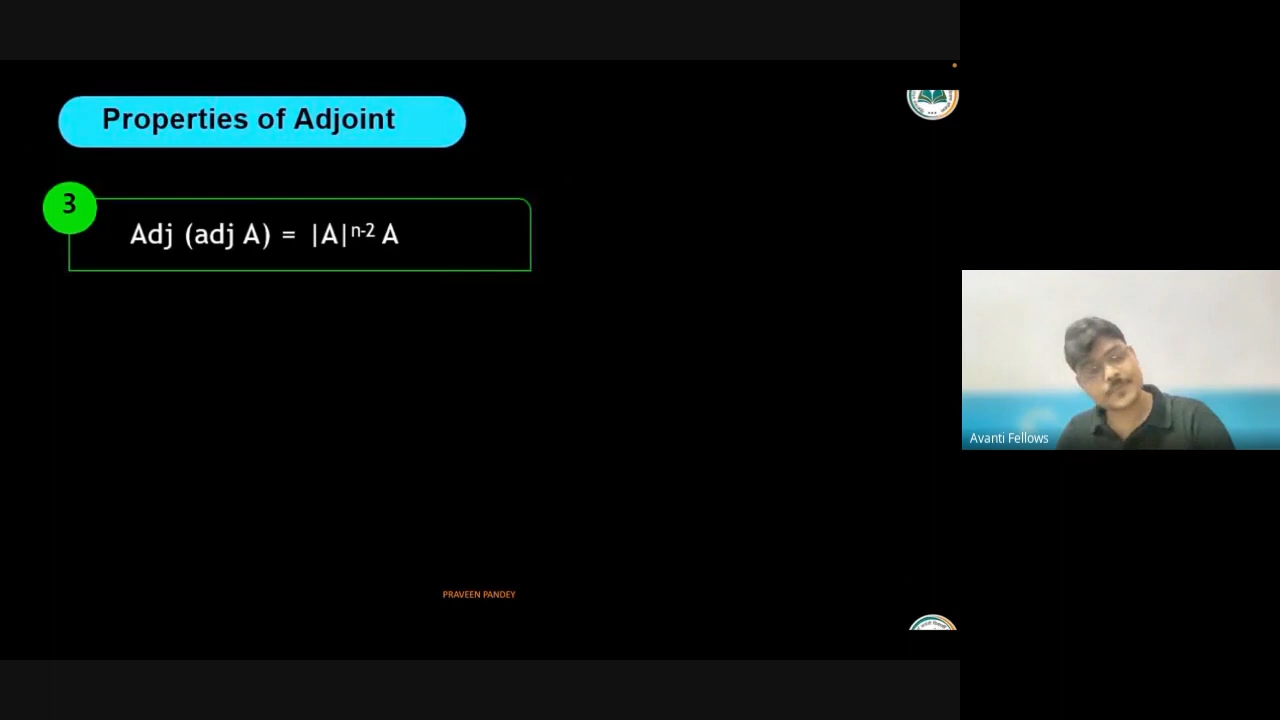 Properties of Adjoint
3
Adj (adj A) = |A|ⁿ⁻² A
Avanti Fellows
PRAVEEN PANDEY